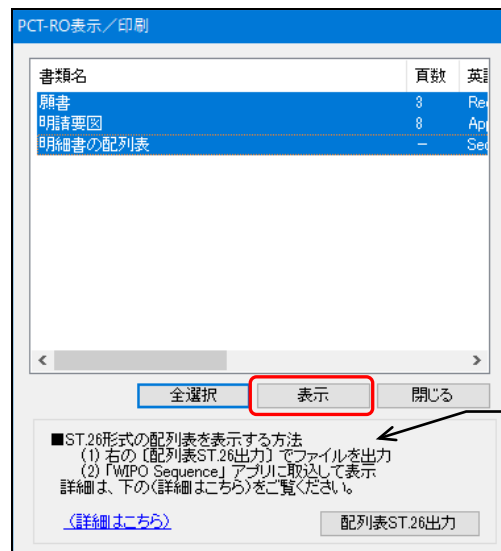 PCT-RO表示／印刷
書類名 頁数 英
願書 3 Re
明請要図 8 Ap
明細書の配列表 － Se
全選択 表示 閉じる
■ST.26形式の配列表を表示する方法
(1) 右の〔配列表ST.26出力〕でファイルを出力
(2)「WIPO Sequence」アプリに取込して表示
詳細は、下の〈詳細はこちら〉をご覧ください。
〈詳細はこちら〉 配列表ST.26出力